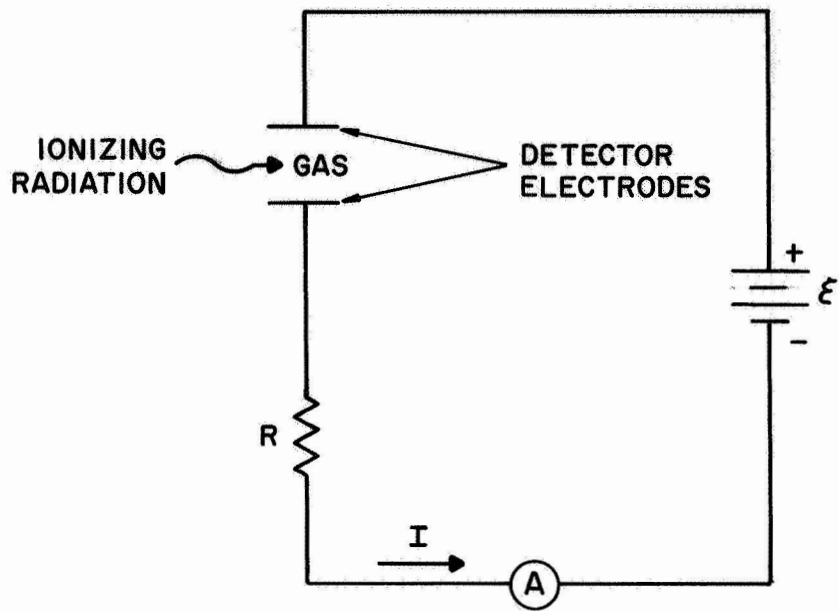 IONIZING
RADIATION
GAS
DETECTOR
ELECTRODES
+
ℰ
-
R
I
A